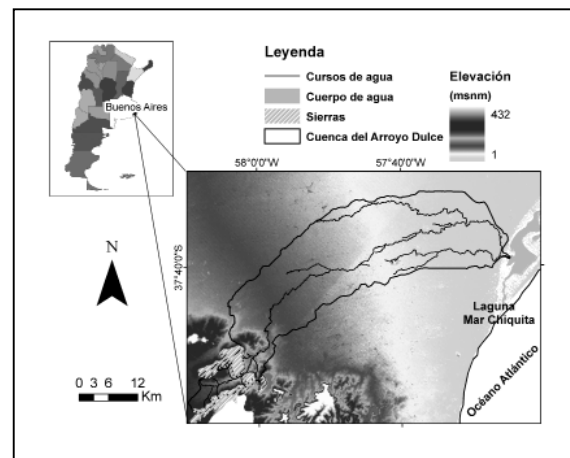 Leyenda
Cursos de agua
Cuerpo de agua
Sierras
Cuenca del Arroyo Dulce
Elevación
(msnm)
432
1
Buenos Aires
58°0'0"W
57°40'0"W
37°40'0"S
N
0 3 6 12
Km
Laguna
Mar Chiquita
Océano Atlántico